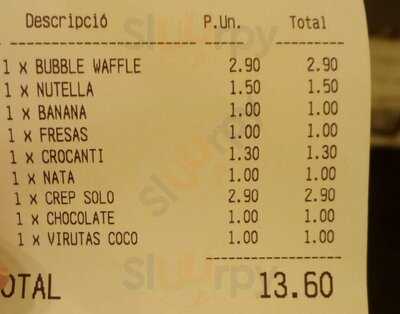 Descripció P.Un. Total
1 x BUBBLE WAFFLE 2.90 2.90
1 x NUTELLA 1.50 1.50
1 x BANANA 1.00 1.00
1 x FRESAS 1.00 1.00
1 x CROCANTI 1.30 1.30
1 x NATA 1.00 1.00
1 x CREP SOLO 2.90 2.90
1 x CHOCOLATE 1.00 1.00
1 x VIRUTAS COCO 1.00 1.00
OTAL 13.60
sluurpy
sluurpy
sluurpy